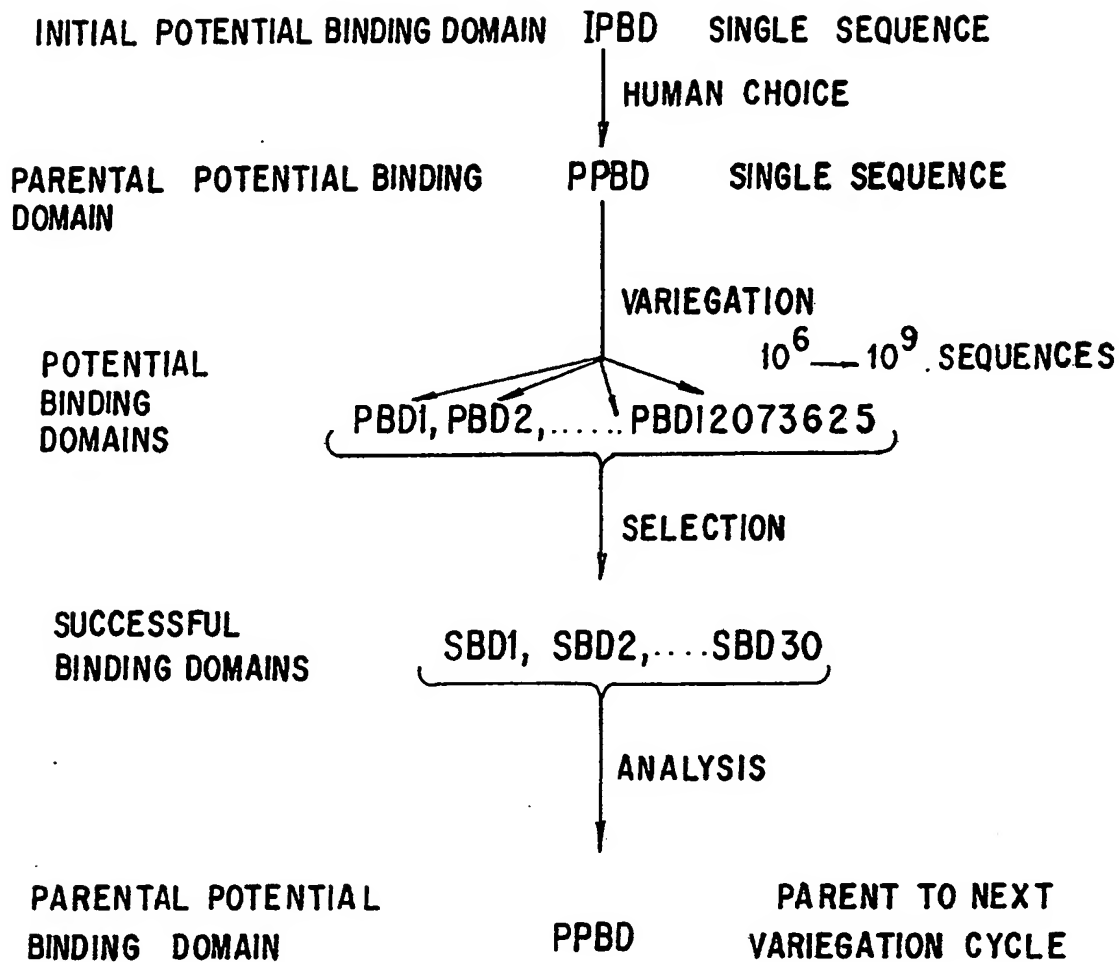 INITIAL POTENTIAL BINDING DOMAIN IPBD SINGLE SEQUENCE
HUMAN CHOICE
PARENTAL POTENTIAL BINDING DOMAIN PPBD SINGLE SEQUENCE
VARIEGATION
10^6 → 10^9 SEQUENCES
POTENTIAL BINDING DOMAINS
PBD1, PBD2,...... PBD12073625
SELECTION
SUCCESSFUL BINDING DOMAINS
SBD1, SBD2,....SBD30
ANALYSIS
PARENTAL POTENTIAL BINDING DOMAIN
PPBD
PARENT TO NEXT VARIEGATION CYCLE